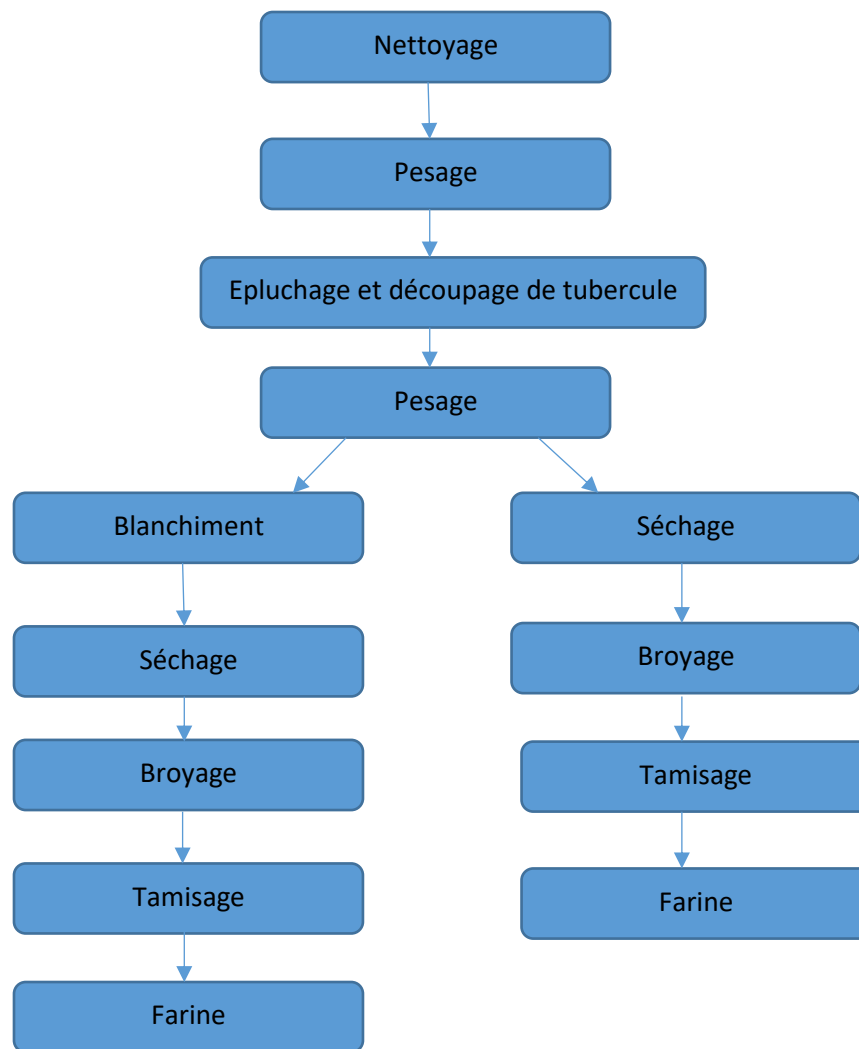 Nettoyage
Pesage
Epluchage et découpage de tubercule
Pesage
Blanchiment
Séchage
Séchage
Broyage
Broyage
Tamisage
Tamisage
Farine
Farine